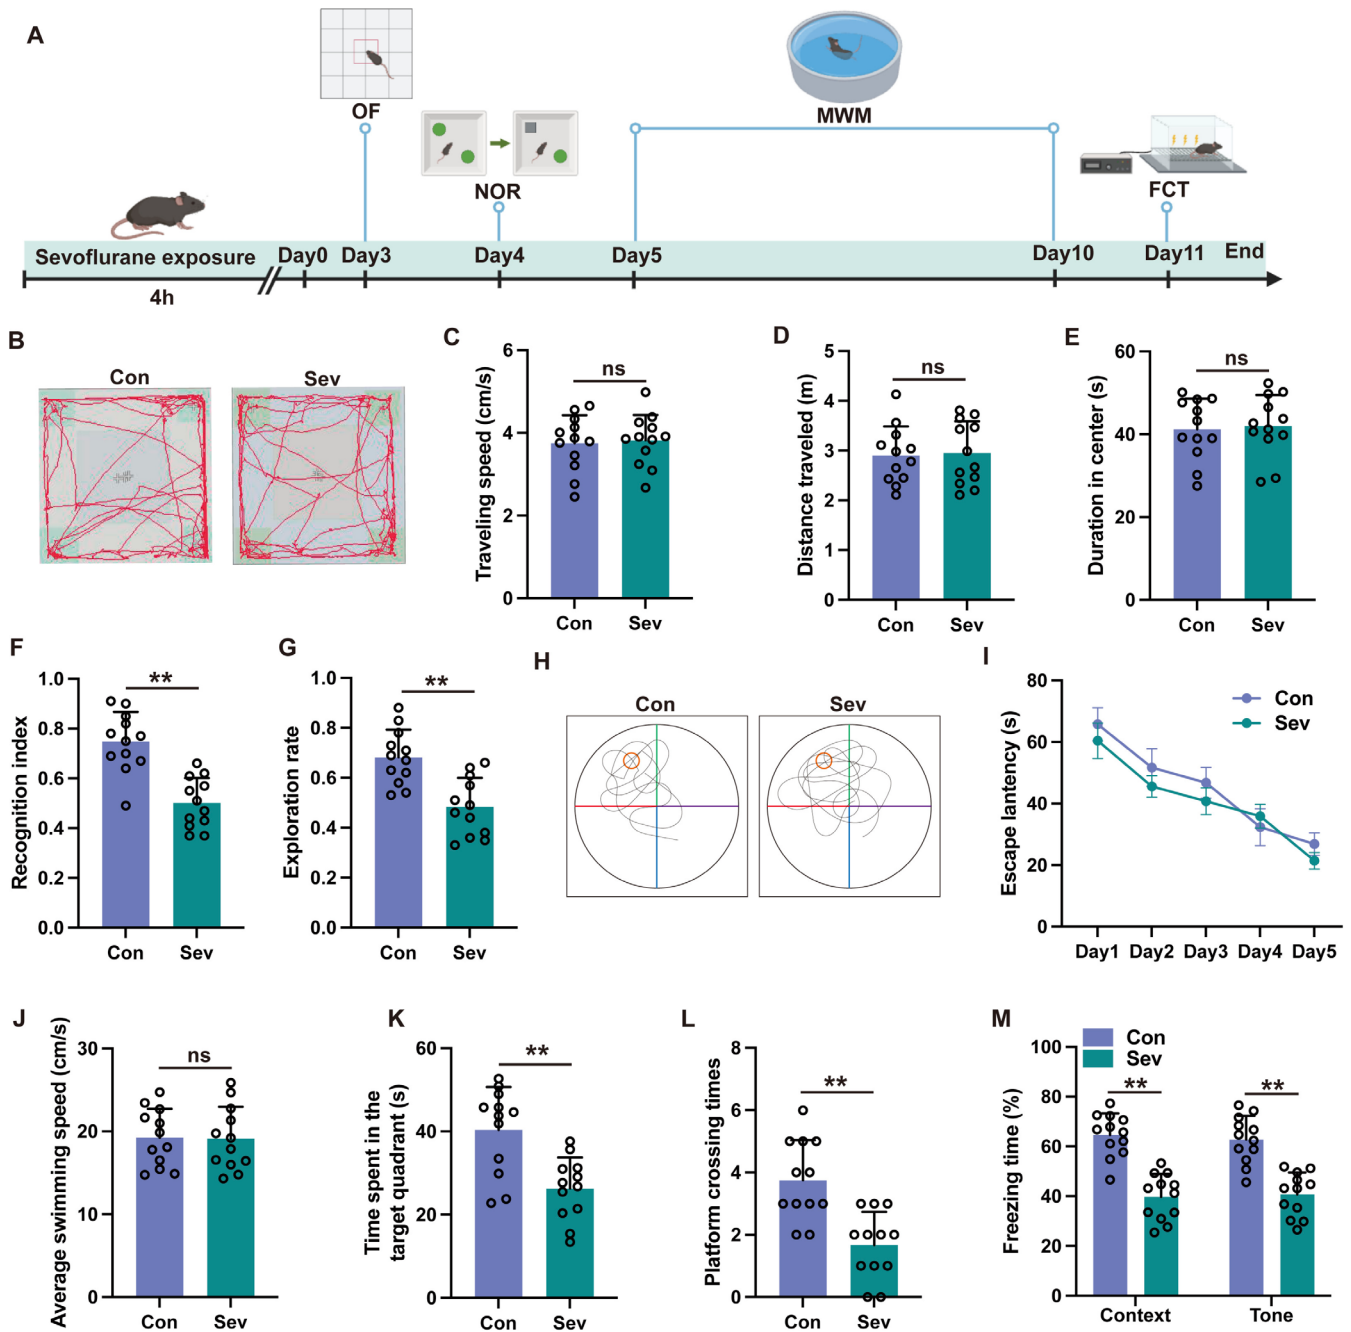 A
OF
NOR
MWM
FCT
Sevoflurane exposure
Day0
Day3
Day4
Day5
Day10
Day11
End
4h
B
Con
Sev
C
Traveling speed (cm/s)
6
4
2
0
ns
Con
Sev
D
Distance traveled (m)
5
4
3
2
1
0
ns
Con
Sev
E
Duration in center (s)
60
40
20
0
ns
Con
Sev
F
Recognition index
1.0
0.8
0.6
0.4
0.2
0.0
**
Con
Sev
G
Exploration rate
1.0
0.8
0.6
0.4
0.2
0.0
**
Con
Sev
H
Con
Sev
I
Escape lantency (s)
80
60
40
20
0
Con
Sev
Day1
Day2
Day3
Day4
Day5
J
Average swimming speed (cm/s)
30
20
10
0
ns
Con
Sev
K
Time spent in the
target quadrant (s)
60
40
20
0
**
Con
Sev
L
Platform crossing times
8
6
4
2
0
**
Con
Sev
M
Freezing time (%)
100
80
60
40
20
0
Con
Sev
**
**
Context
Tone